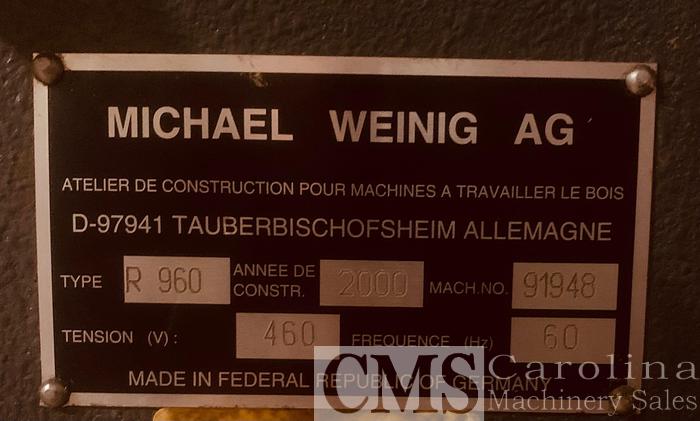 MICHAEL WEINIG AG
ATELIER DE CONSTRUCTION POUR MACHINES A TRAVAILLER LE BOIS
D-97941 TAUBERBISCHOFSHEIM ALLEMAGNE
TYPE R 960 ANNEE DE CONSTR. 2000 MACH.NO. 91948
TENSION (V): 460 FREQUENCE (Hz) 60
MADE IN FEDERAL REPUBLIC OF GERMANY
CMS Carolina
Machinery Sales